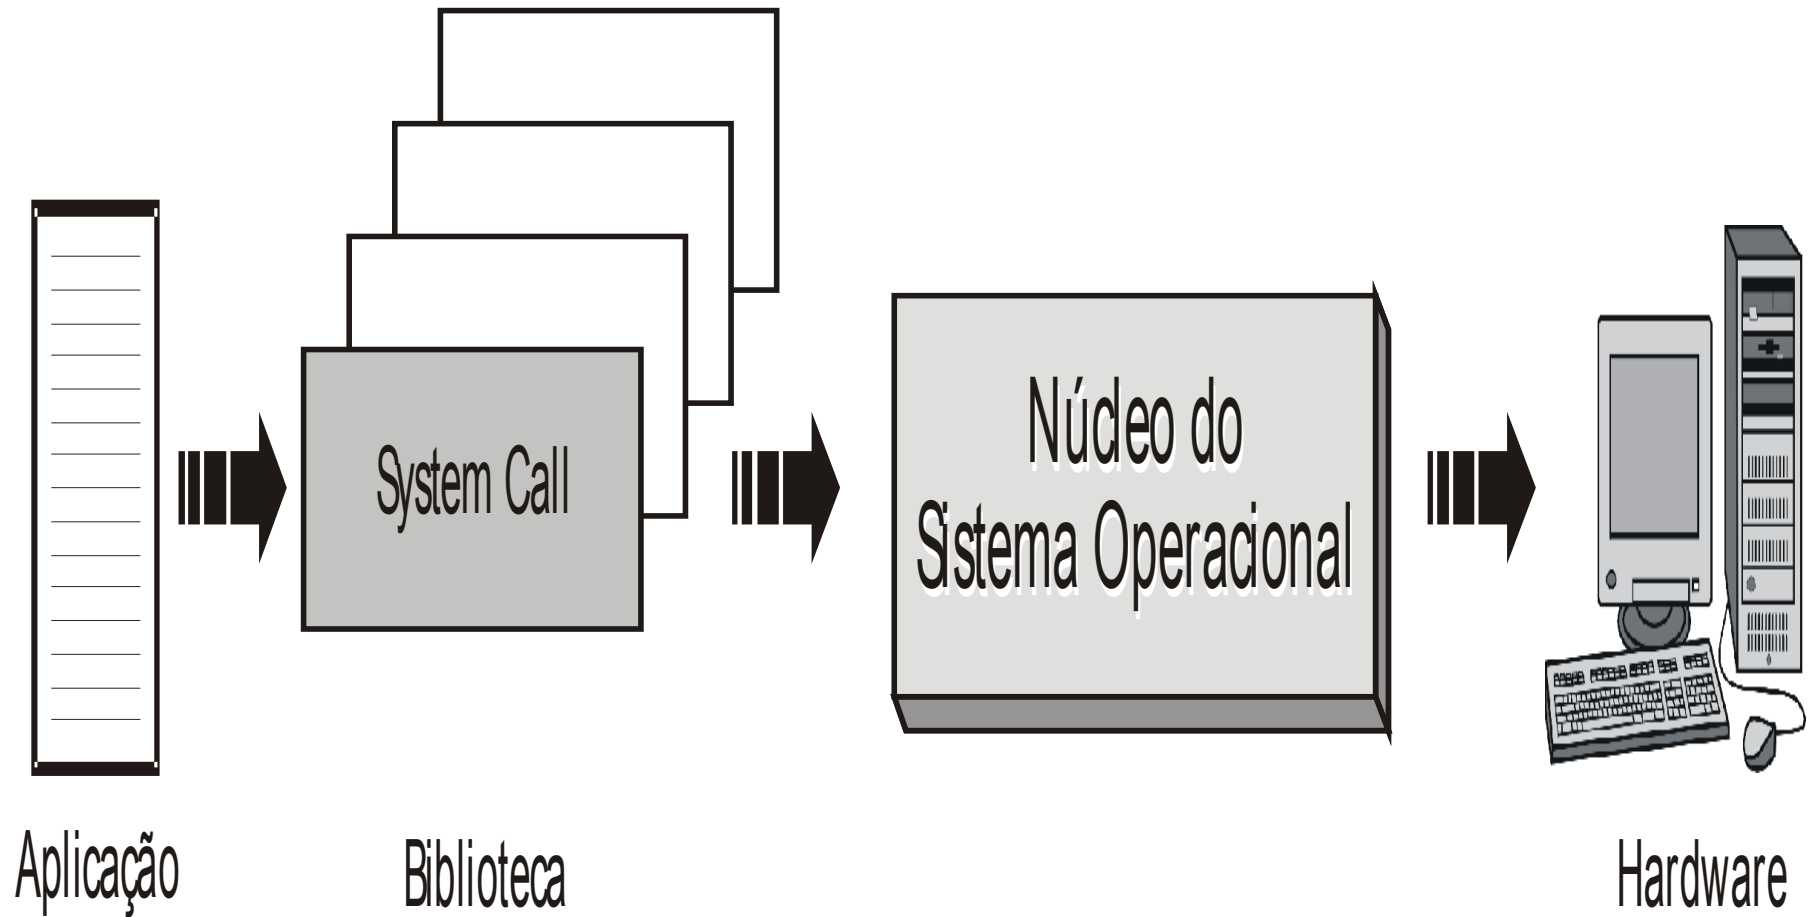 System Call
Núcleo do
Sistema Operacional
Aplicação
Biblioteca
Hardware